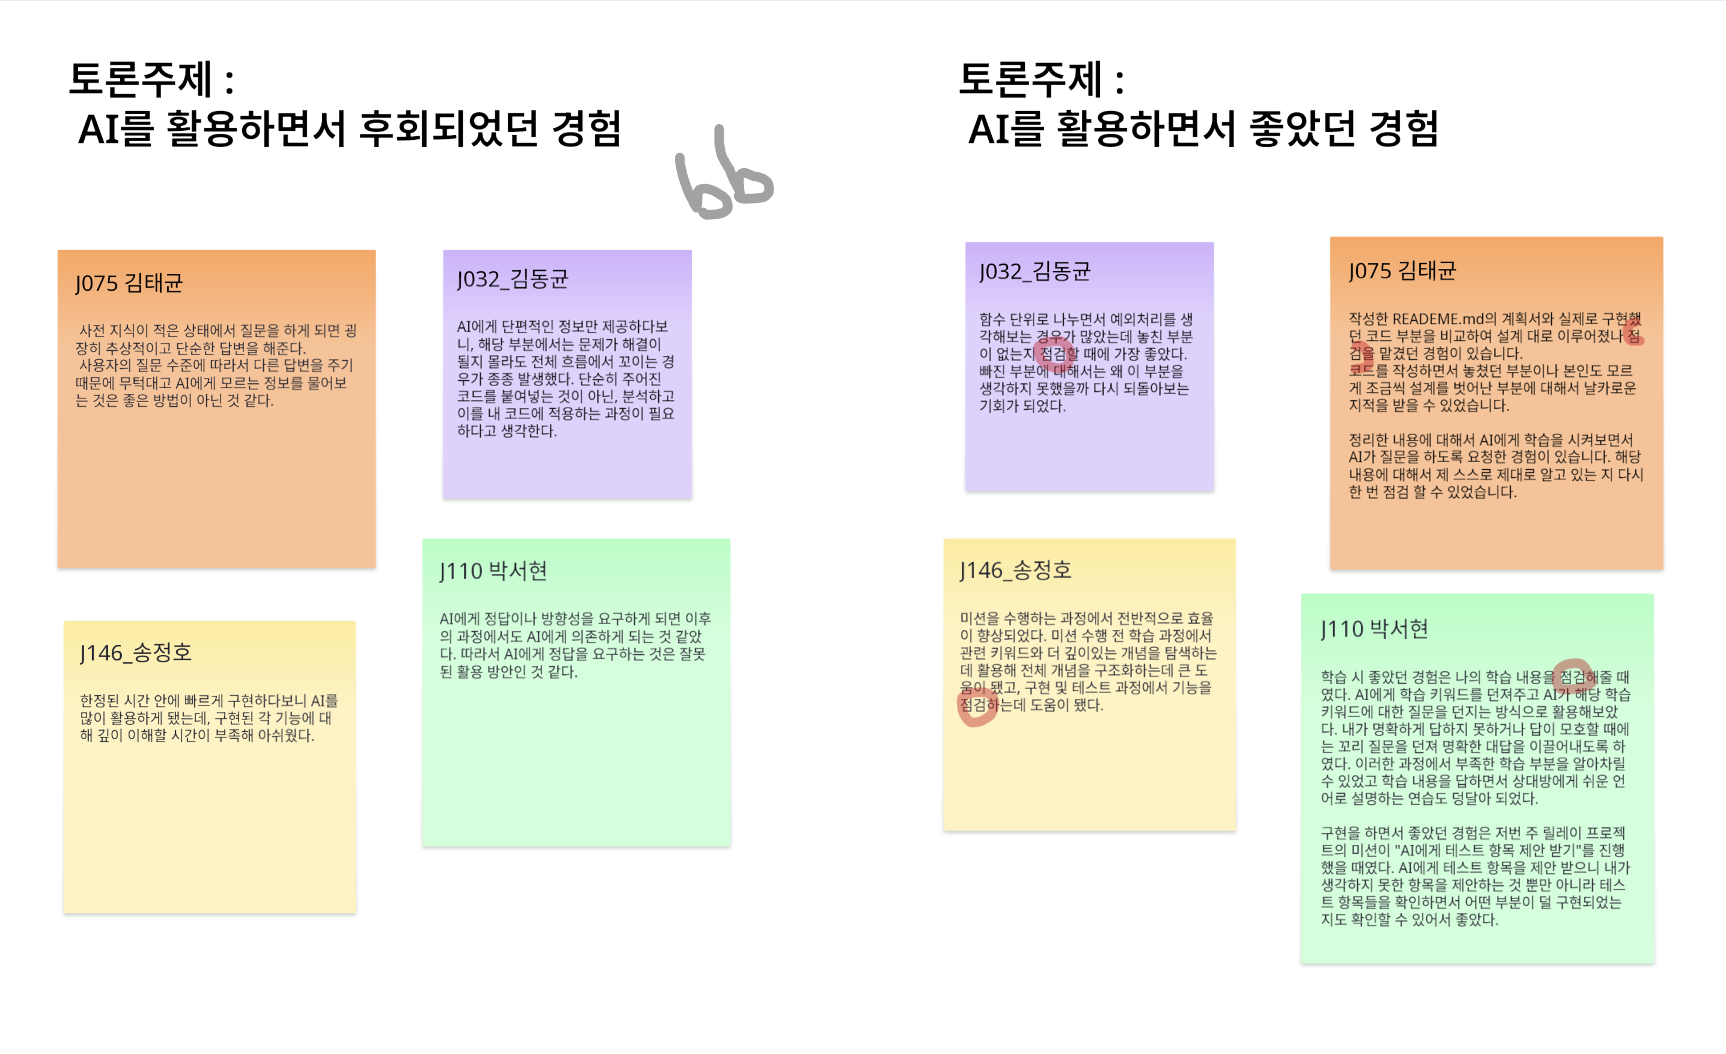 토론주제 :
AI를 활용하면서 후회되었던 경험
bb
J075 김태균
사전 지식이 적은 상태에서 질문을 하게 되면 굉
장히 추상적이고 단순한 답변을 해준다.
사용자의 질문 수준에 따라서 다른 답변을 주기
때문에 무턱대고 AI에게 모르는 정보를 물어보
는 것은 좋은 방법이 아닌 것 같다.
J032_김동균
AI에게 단편적인 정보만 제공하다보
니, 해당 부분에서는 문제가 해결이
될지 몰라도 전체 흐름에서 꼬이는 경
우가 종종 발생했다. 단순히 주어진
코드를 붙여넣는 것이 아닌, 분석하고
이를 내 코드에 적용하는 과정이 필요
하다고 생각한다.
J146_송정호
한정된 시간 안에 빠르게 구현하다보니 AI를
많이 활용하게 됐는데, 구현된 각 기능에 대
해 깊이 이해할 시간이 부족해 아쉬웠다.
J110 박서현
AI에게 정답이나 방향성을 요구하게 되면 이후
의 과정에서도 AI에게 의존하게 되는 것 같았
다. 따라서 AI에게 정답을 요구하는 것은 잘못
된 활용 방안인 것 같다.
토론주제 :
AI를 활용하면서 좋았던 경험
J032_김동균
함수 단위로 나누면서 예외처리를 생
각해보는 경우가 많았는데 놓친 부분
이 없는지 점검할 때에 가장 좋았다.
빠진 부분에 대해서는 왜 이 부분을
생각하지 못했을까 다시 되돌아보는
기회가 되었다.
J075 김태균
작성한 READEME.md의 계획서와 실제로 구현했
던 코드 부분을 비교하여 설계 대로 이루어졌나 점
검을 맡겼던 경험이 있습니다.
코드를 작성하면서 놓쳤던 부분이나 본인도 모르
게 조금씩 설계를 벗어난 부분에 대해서 날카로운
지적을 받을 수 있었습니다.
정리한 내용에 대해서 AI에게 학습을 시켜보면서
AI가 질문을 하도록 요청한 경험이 있습니다. 해당
내용에 대해서 제 스스로 제대로 알고 있는 지 다시
한 번 점검 할 수 있었습니다.
J146_송정호
미션을 수행하는 과정에서 전반적으로 효율
이 향상되었다. 미션 수행 전 학습 과정에서
관련 키워드와 더 깊이있는 개념을 탐색하는
데 활용해 전체 개념을 구조화하는데 큰 도
움이 됐고, 구현 및 테스트 과정에서 기능을
점검하는데 도움이 됐다.
J110 박서현
학습 시 좋았던 경험은 나의 학습 내용을 점검해줄 때
였다. AI에게 학습 키워드를 던져주고 AI가 해당 학습
키워드에 대한 질문을 던지는 방식으로 활용해보았
다. 내가 명확하게 답하지 못하거나 답이 모호할 때에
는 꼬리 질문을 던져 명확한 대답을 이끌어내도록 하
였다. 이러한 과정에서 부족한 학습 부분을 알아차릴
수 있었고 학습 내용을 답하면서 상대방에게 쉬운 언
어로 설명하는 연습도 덩달아 되었다.
구현을 하면서 좋았던 경험은 저번 주 릴레이 프로젝
트의 미션이 "AI에게 테스트 항목 제안 받기"를 진행
했을 때였다. AI에게 테스트 항목을 제안 받으니 내가
생각하지 못한 항목을 제안하는 것 뿐만 아니라 테스
트 항목들을 확인하면서 어떤 부분이 덜 구현되었는
지도 확인할 수 있어서 좋았다.